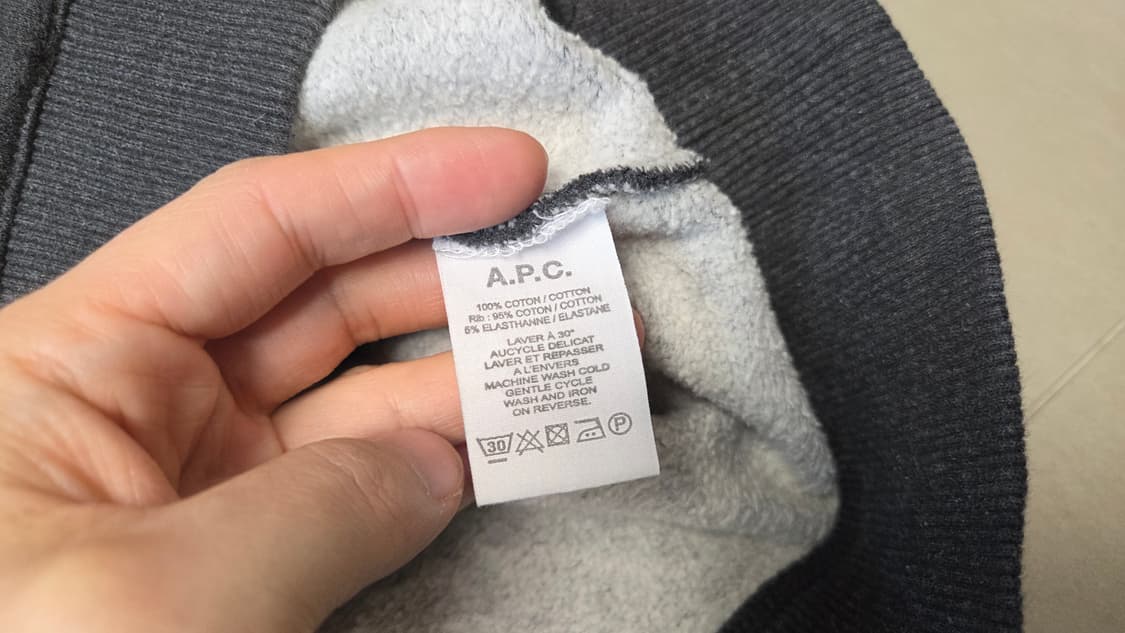 A.P.C.
100% COTON / COTTON
Rib : 95% COTON / COTTON
5% ELASTHANNE / ELASTANE
LAVER À 30°
AUCYCLE DELICAT
LAVER ET REPASSER
A L'ENVERS
MACHINE WASH COLD
GENTLE CYCLE
WASH AND IRON
ON REVERSE.
30 P